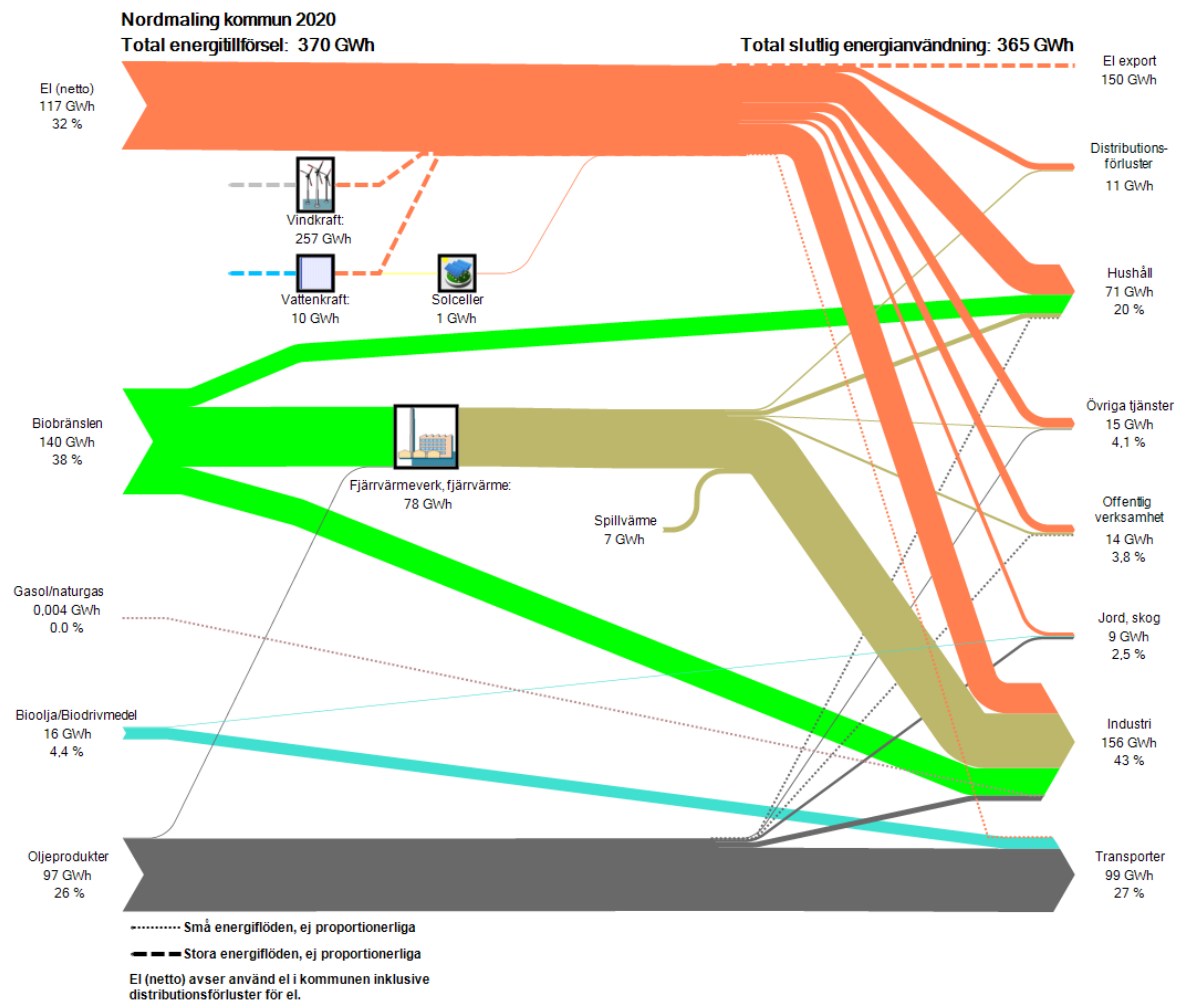 Nordmaling kommun 2020
Total energitillförsel: 370 GWh
Total slutlig energianvändning: 365 GWh
El (netto)
117 GWh
32 %
El export
150 GWh
Distributions-
förluster
11 GWh
Vindkraft:
257 GWh
Vattenkraft:
10 GWh
Solceller
1 GWh
Hushåll
71 GWh
20 %
Biobränslen
140 GWh
38 %
Fjärrvärmeverk, fjärrvärme:
78 GWh
Spillvärme
7 GWh
Övriga tjänster
15 GWh
4,1 %
Offentlig
verksamhet
14 GWh
3,8 %
Gasol/naturgas
0,004 GWh
0.0 %
Jord, skog
9 GWh
2,5 %
Bioolja/Biodrivmedel
16 GWh
4,4 %
Industri
156 GWh
43 %
Oljeprodukter
97 GWh
26 %
Transporter
99 GWh
27 %
Små energiflöden, ej proportionerliga
Stora energiflöden, ej proportionerliga
El (netto) avser använd el i kommunen inklusive
distributionsförluster för el.